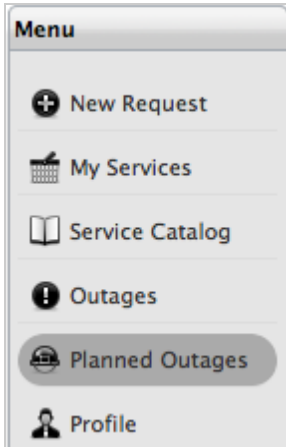 Menu
New Request
My Services
Service Catalog
Outages
Planned Outages
Profile